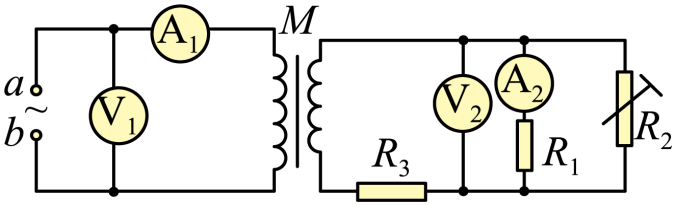 a
~
b
V₁
A₁
M
R₃
V₂
A₂
R₁
R₂